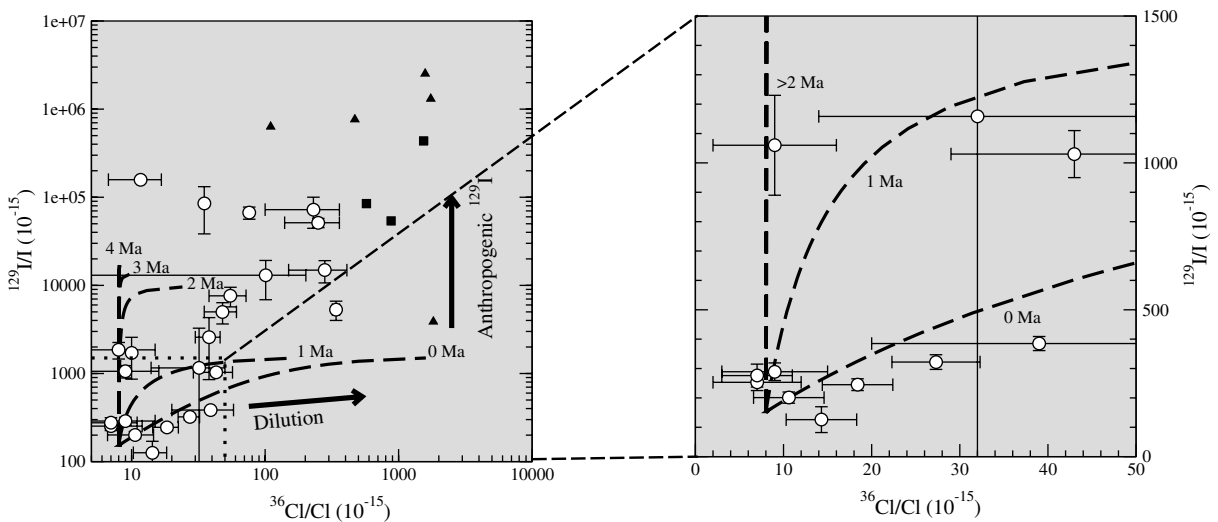 1e+07
1e+06
1e+05
10000
1000
100
10
100
1000
10000
¹²⁹I/I (10⁻¹⁵)
³⁶Cl/Cl (10⁻¹⁵)
4 Ma
3 Ma
2 Ma
1 Ma
0 Ma
Dilution
Anthropogenic ¹²⁹I
>2 Ma
1 Ma
0 Ma
1500
1000
500
0
0
10
20
30
40
50
¹²⁹I/I (10⁻¹⁵)
³⁶Cl/Cl (10⁻¹⁵)